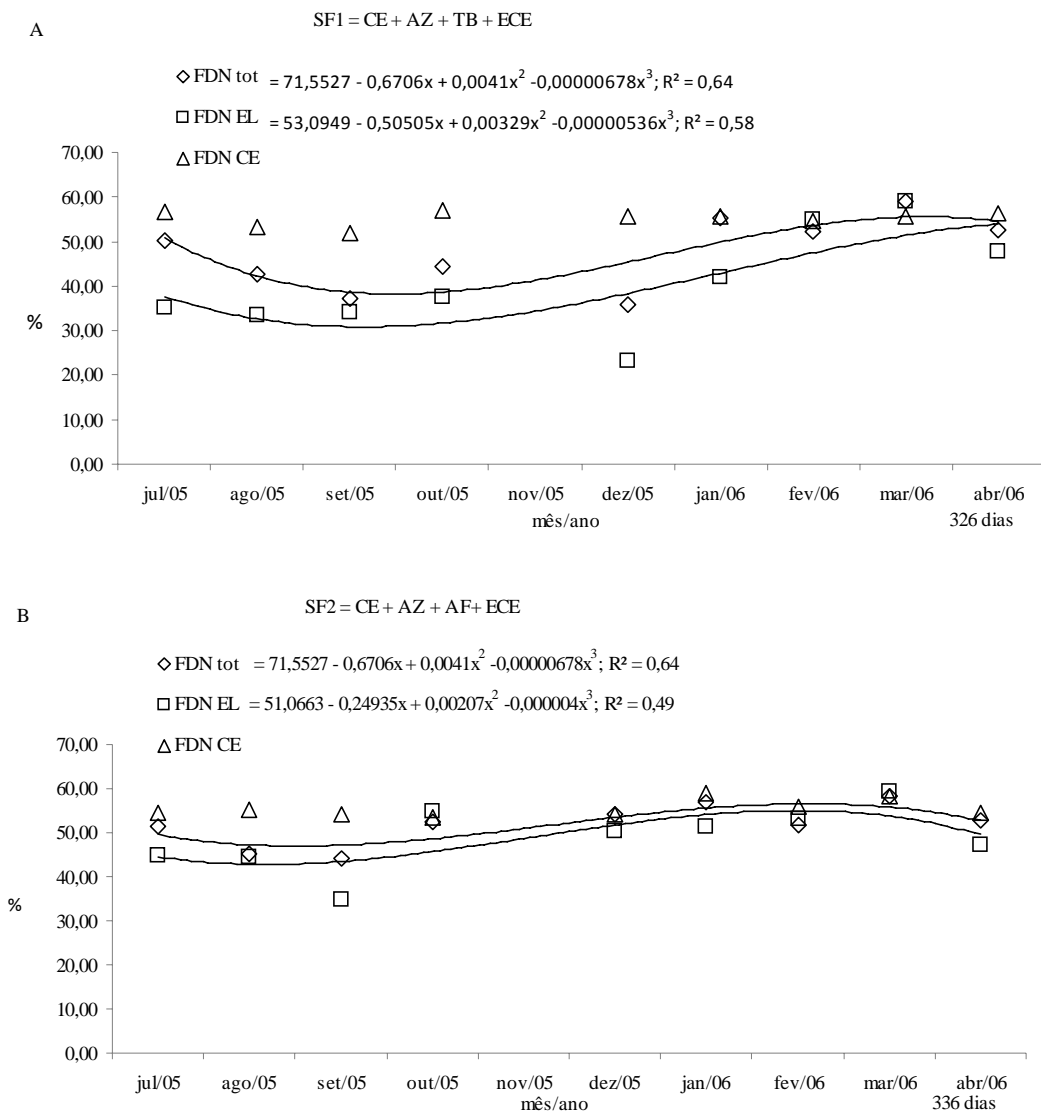 A
SF1 = CE + AZ + TB + ECE
FDN tot = 71,5527 - 0,6706x + 0,0041x² -0,00000678x³; R² = 0,64
FDN EL = 53,0949 - 0,50505x + 0,00329x² -0,00000536x³; R² = 0,58
FDN CE
70,00
60,00
50,00
40,00
30,00
20,00
10,00
0,00
%
jul/05 ago/05 set/05 out/05 nov/05 dez/05 jan/06 fev/06 mar/06 abr/06
mês/ano
326 dias
B
SF2 = CE + AZ + AF+ ECE
FDN tot = 71,5527 - 0,6706x + 0,0041x² -0,00000678x³; R² = 0,64
FDN EL = 51,0663 - 0,24935x + 0,00207x² -0,000004x³; R² = 0,49
FDN CE
70,00
60,00
50,00
40,00
30,00
20,00
10,00
0,00
%
jul/05 ago/05 set/05 out/05 nov/05 dez/05 jan/06 fev/06 mar/06 abr/06
mês/ano
336 dias